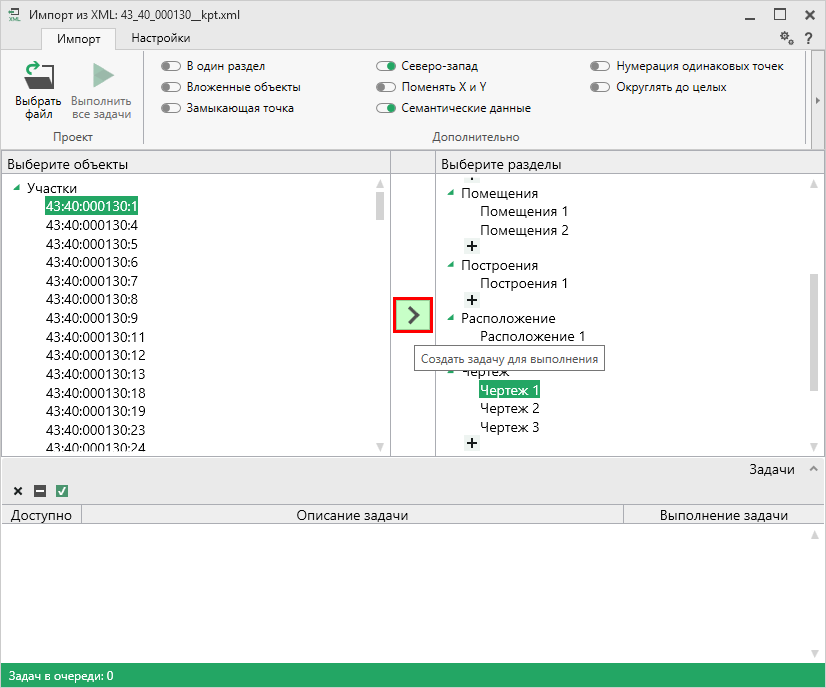 Импорт из XML: 43_40_000130__kpt.xml
Импорт
Настройки
?
Выбрать файл
Выполнить все задачи
Проект
В один раздел
Вложенные объекты
Замыкающая точка
Северо-запад
Поменять X и Y
Семантические данные
Нумерация одинаковых точек
Округлять до целых
Дополнительно
Выберите объекты
Участки
43:40:000130:1
43:40:000130:4
43:40:000130:5
43:40:000130:6
43:40:000130:7
43:40:000130:8
43:40:000130:9
43:40:000130:11
43:40:000130:12
43:40:000130:13
43:40:000130:18
43:40:000130:19
43:40:000130:23
43:40:000130:24
Выберите разделы
Помещения
Помещения 1
Помещения 2
Построения
Построения 1
Расположение
Расположение 1
Создать задачу для выполнения
Чертеж
Чертеж 1
Чертеж 2
Чертеж 3
Задачи
Доступно
Описание задачи
Выполнение задачи
Задач в очереди: 0